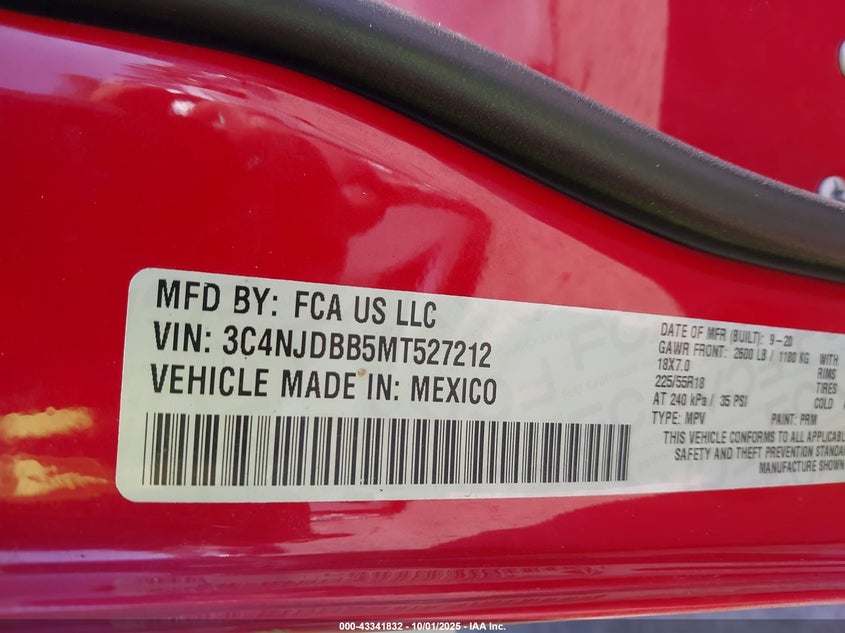 MFD BY: FCA US LLC
VIN: 3C4NJDBB5MT527212
VEHICLE MADE IN: MEXICO
DATE OF MFR (BUILT): 9-20
GAWR FRONT: 2600 LB / 1180 KG WITH
18X7.0 RIMS
225/55R18 TIRES
AT 240 kPa / 35 PSI COLD
TYPE: MPV PAINT: PRM
THIS VEHICLE CONFORMS TO ALL APPLICABL
SAFETY AND THEFT PREVENTION STANDA
MANUFACTURE SHOWN
000-43341832 - 10/01/2025 - IAA Inc.